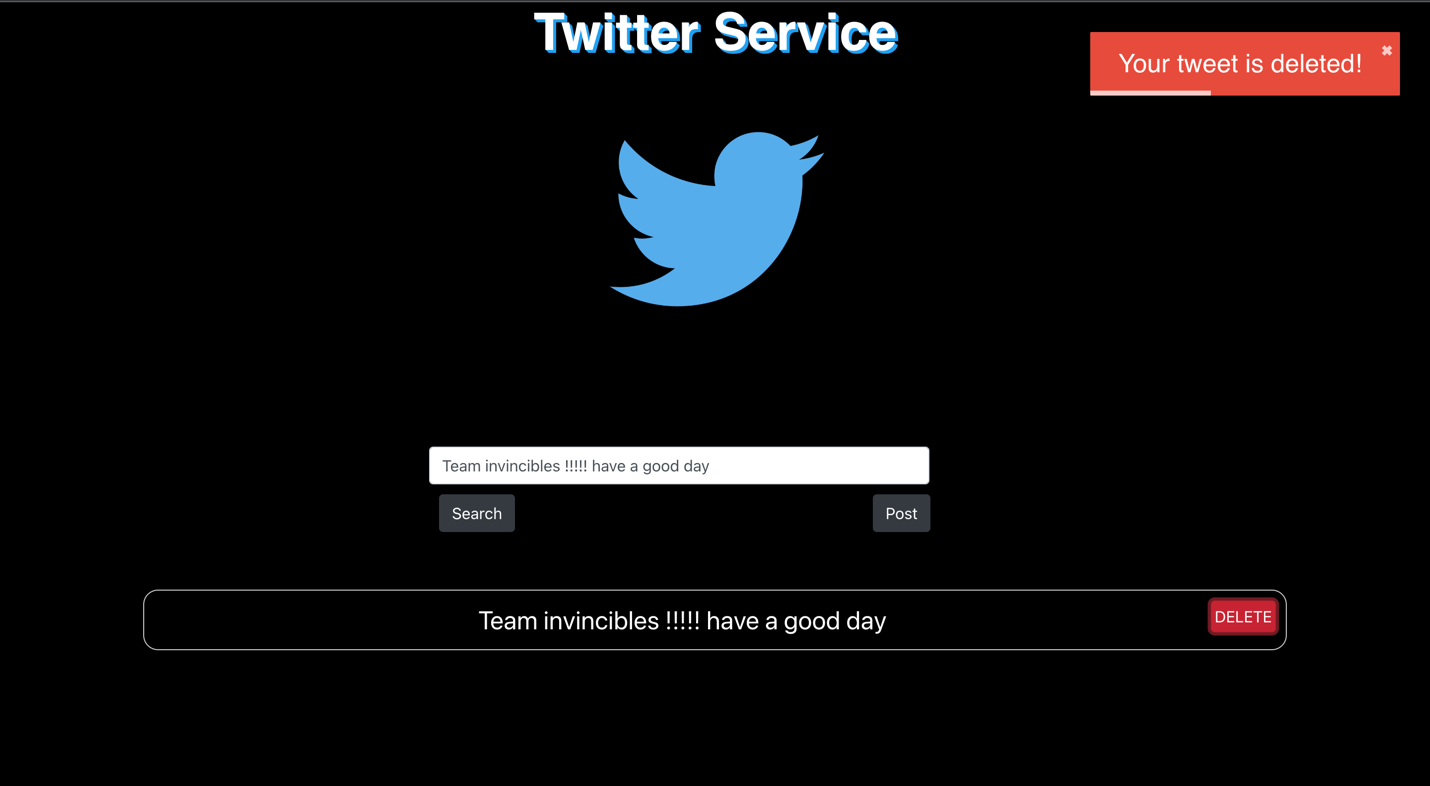 Twitter Service
Your tweet is deleted!
Team invincibles !!!!! have a good day
Search
Post
Team invincibles !!!!! have a good day
DELETE